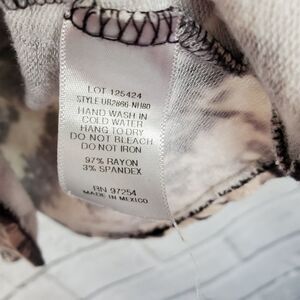 LOT 125424
STYLE UR2866-NH80
HAND WASH IN
COLD WATER
HANG TO DRY
DO NOT BLEACH
DO NOT IRON
97% RAYON
3% SPANDEX
RN 97254
MADE IN MEXICO